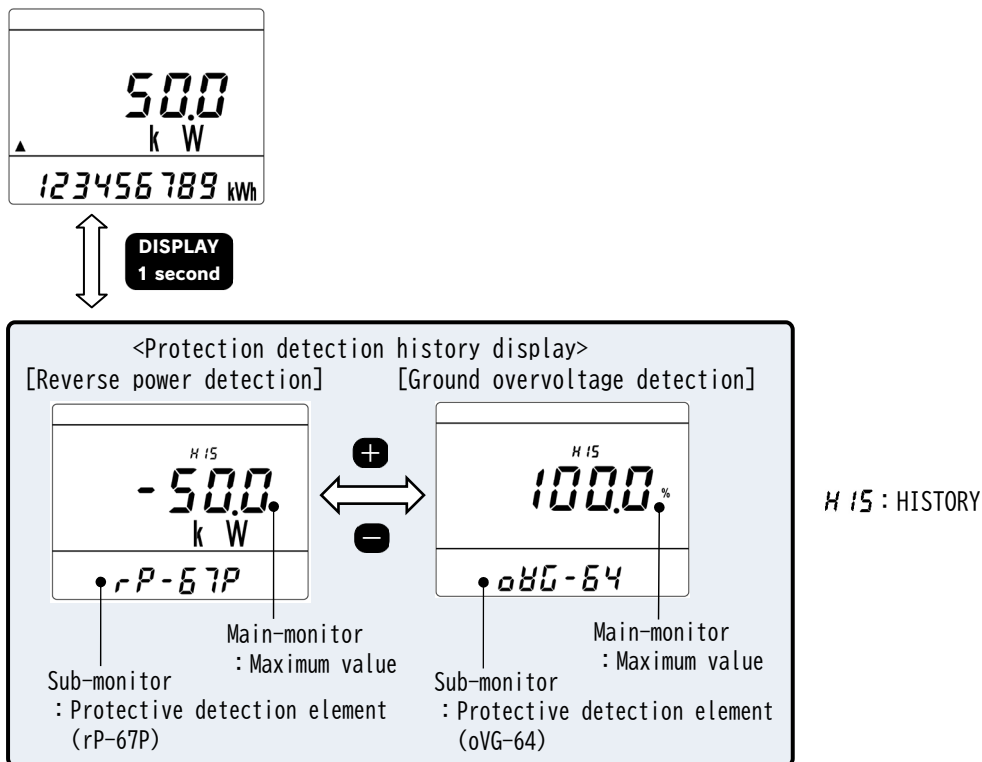 50.0
k W
▲
123456789 kWh
DISPLAY
1 second
<Protection detection history display>
[Reverse power detection] [Ground overvoltage detection]
HIS
-50.0
k W
rP-67P
+
-
HIS
100.0 %
oVG-64
HIS：HISTORY
Main-monitor
：Maximum value
Sub-monitor
：Protective detection element
(rP-67P)
Main-monitor
：Maximum value
Sub-monitor
：Protective detection element
(oVG-64)